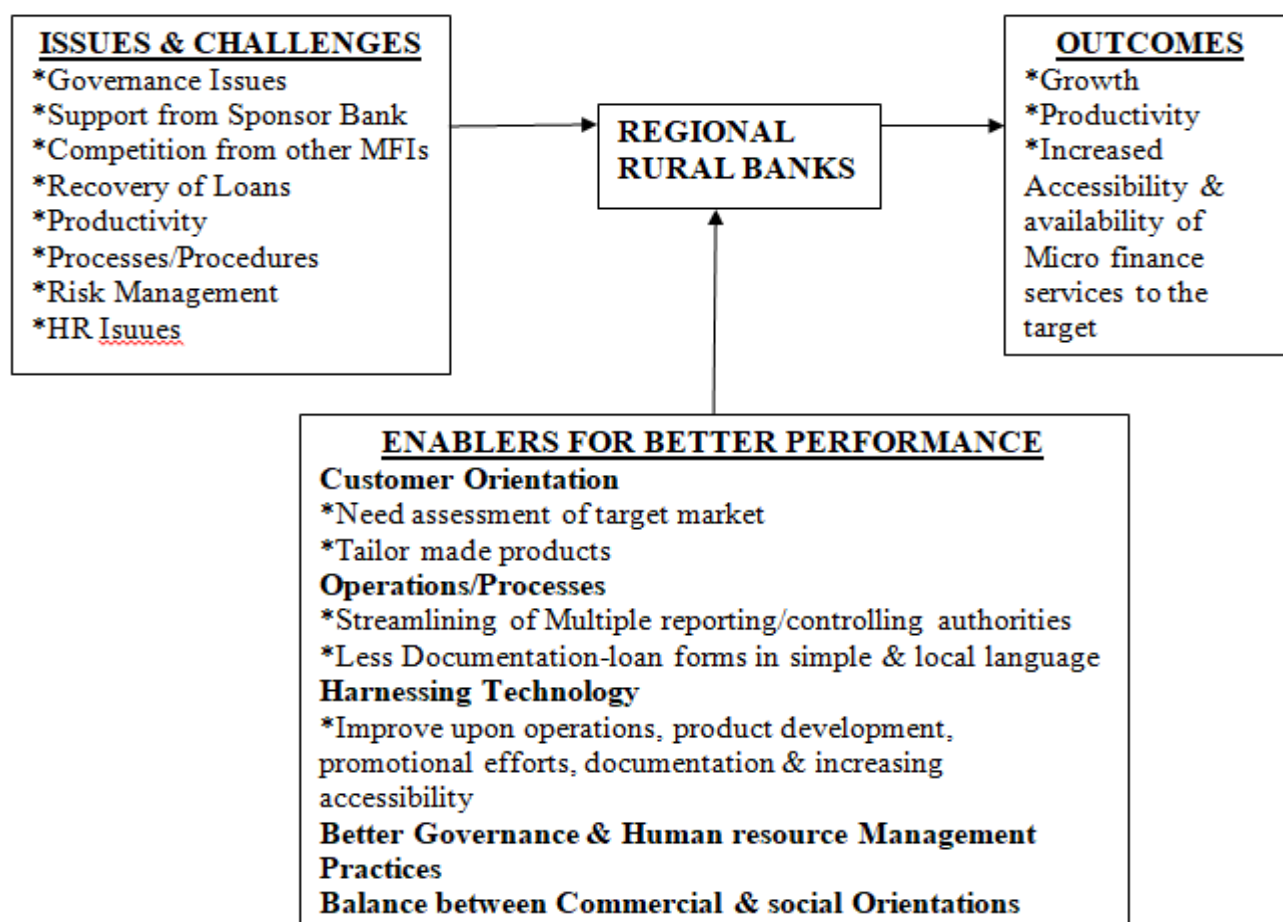 ISSUES & CHALLENGES
*Governance Issues
*Support from Sponsor Bank
*Competition from other MFIs
*Recovery of Loans
*Productivity
*Processes/Procedures
*Risk Management
*HR Isuues
REGIONAL
RURAL BANKS
OUTCOMES
*Growth
*Productivity
*Increased
Accessibility &
availability of
Micro finance
services to the
target
ENABLERS FOR BETTER PERFORMANCE
Customer Orientation
*Need assessment of target market
*Tailor made products
Operations/Processes
*Streamlining of Multiple reporting/controlling authorities
*Less Documentation-loan forms in simple & local language
Harnessing Technology
*Improve upon operations, product development,
promotional efforts, documentation & increasing
accessibility
Better Governance & Human resource Management
Practices
Balance between Commercial & social Orientations